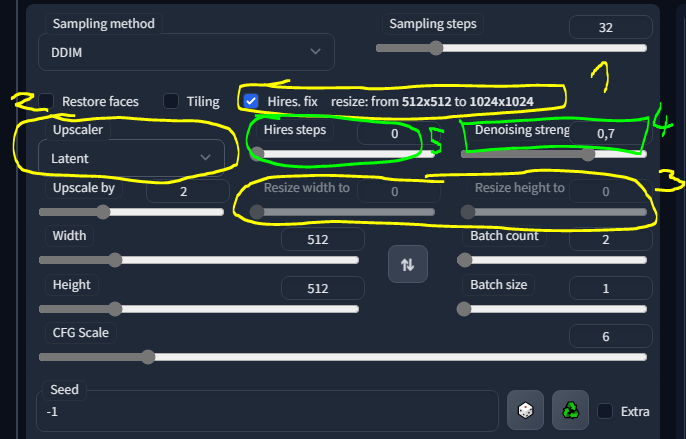 Sampling method
Sampling steps
32
DDIM
1
2
Restore faces
Tiling
Hires. fix
resize: from 512x512 to 1024x1024
Upscaler
Hires steps
0
5
Denoising streng
0,7
4
Latent
Upscale by
2
Resize width to
0
Resize height to
0
3
Width
512
Batch count
2
Height
512
Batch size
1
CFG Scale
6
Seed
-1
Extra